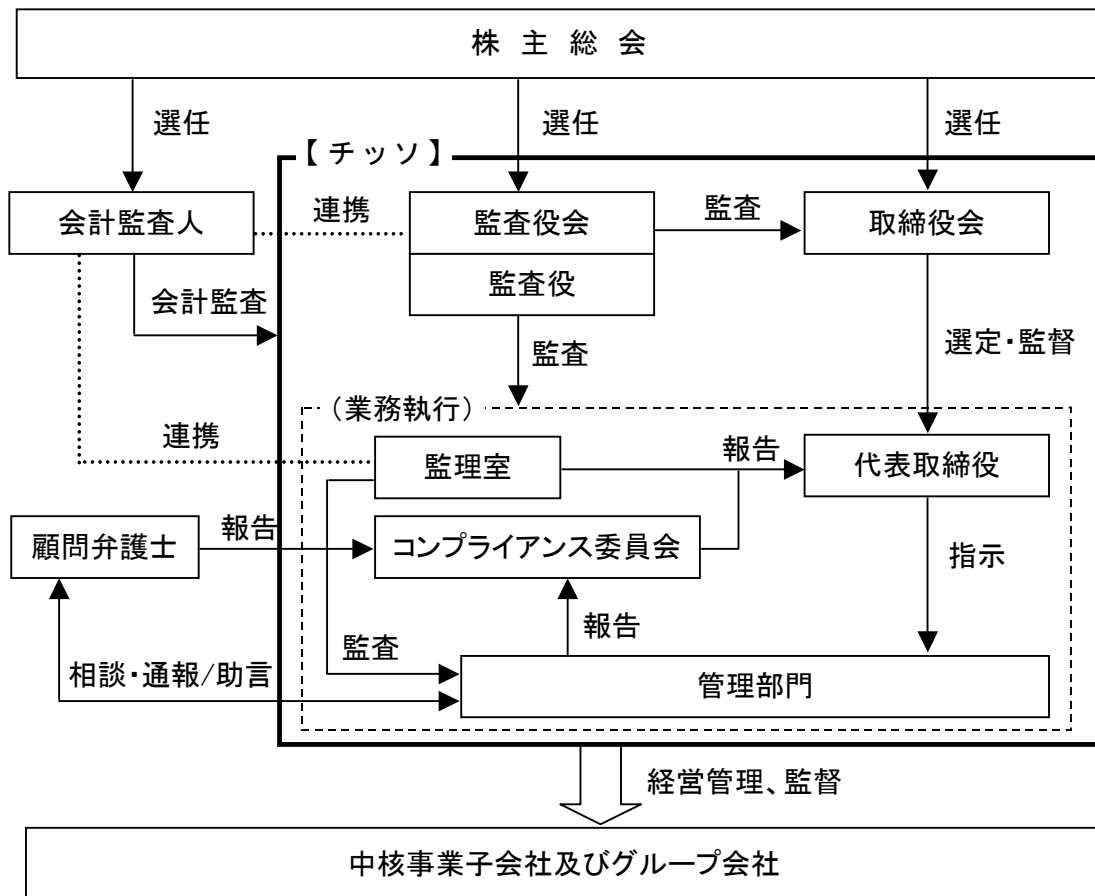 株主総会
選任
選任
選任
【チッソ】
会計監査人
連携
監査役会
監査
取締役会
監査役
会計監査
監査
選定・監督
(業務執行)
連携
監理室
報告
代表取締役
顧問弁護士
報告
コンプライアンス委員会
指示
報告
監査
相談・通報/助言
管理部門
経営管理、監督
中核事業子会社及びグループ会社